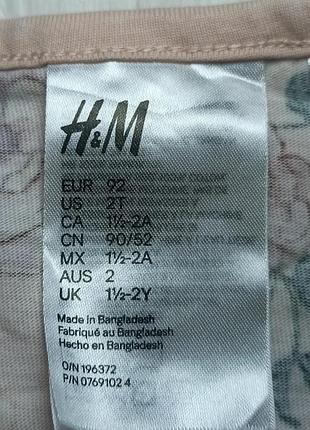 H&M
EUR 92
US 2T
CA 1½-2A
CN 90/52
MX 1½-2A
AUS 2
UK 1½-2Y
Made in Bangladesh
Fabriqué au Bangladesh
Hecho en Bangladesh
O/N 196372
P/N 0769102 4